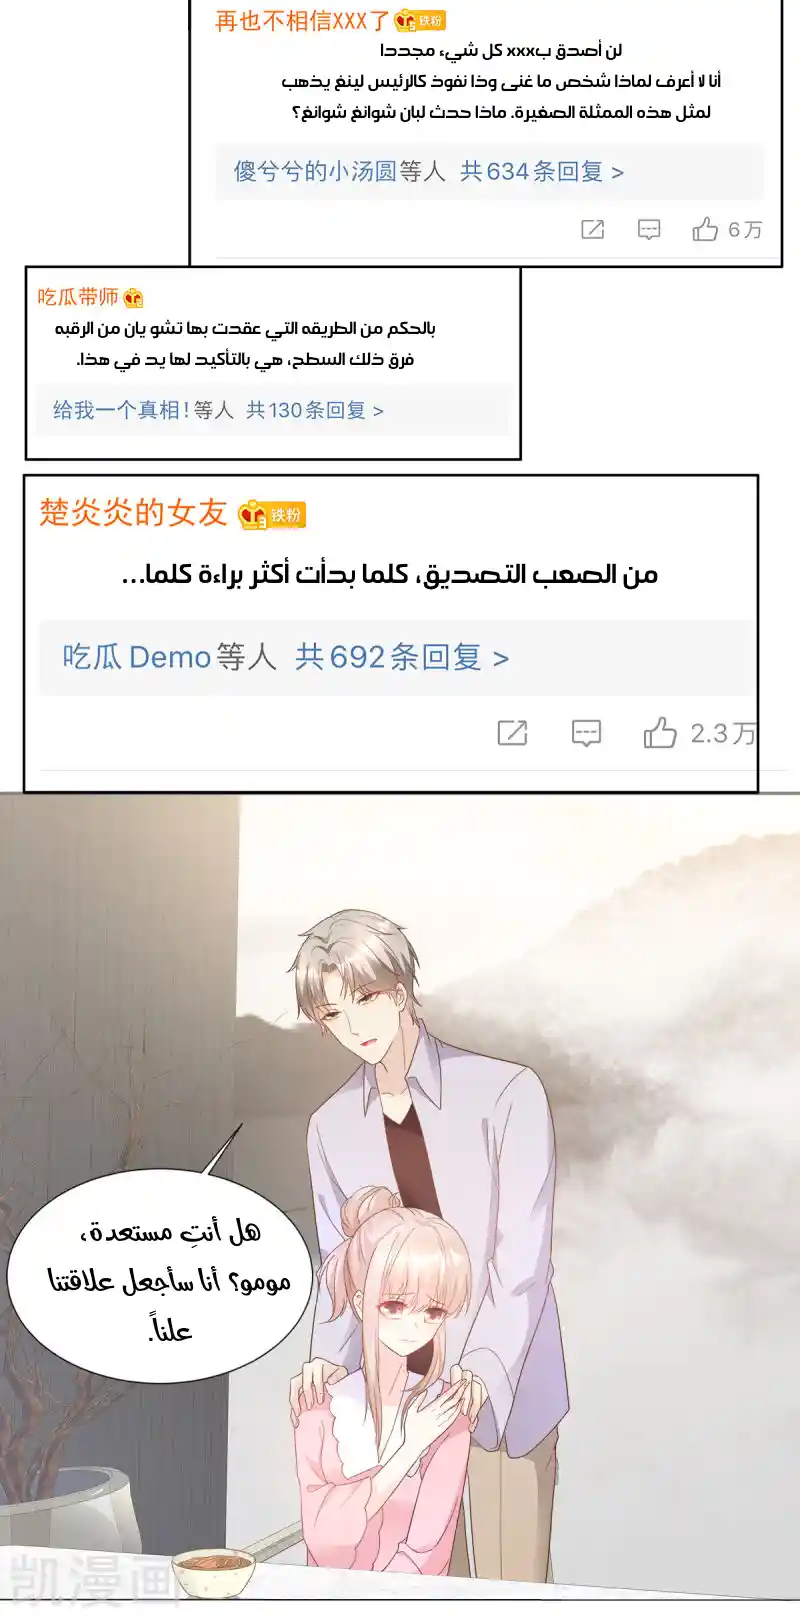 再也不相信XXX了 铁粉
لن أصدق بxxx كل شيء مجددا
أنا لا أعرف لماذا شخص ما غنى وذا نفوذ كالرئيس لينغ يذهب
لمثل هذه الممثلة الصغيرة. ماذا حدث لبان شوانغ شوانغ؟
傻兮兮的小汤圆等人 共634条回复 >
6万
吃瓜带师
بالحكم من الطريقه التي عقدت بها تشو يان من الرقبه
فرق ذلك السطح، هي بالتأكيد لها يد في هذا.
给我一个真相！等人 共130条回复 >
楚炎炎的女友 3 铁粉
من الصعب التصديق، كلما بدأت أكثر براءة كلما...
吃瓜Demo等人 共692条回复 >
2.3万
هل أنتِ مستعدة،
مومو؟ أنا سأجعل علاقتنا
علناً.
凯漫画